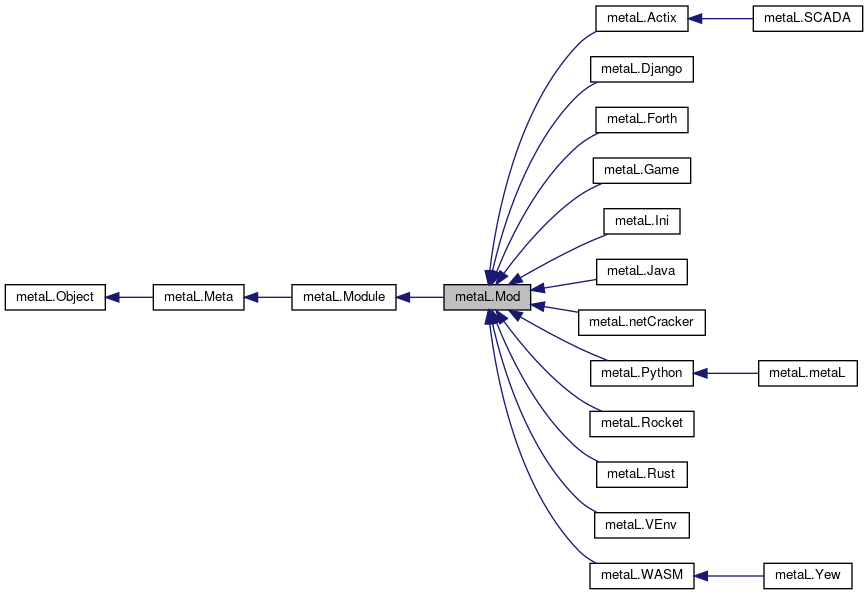 metaL.Actix
metaL.SCADA
metaL.Django
metaL.Forth
metaL.Game
metaL.Ini
metaL.Java
metaL.Object
metaL.Meta
metaL.Module
metaL.Mod
metaL.netCracker
metaL.Python
metaL.metaL
metaL.Rocket
metaL.Rust
metaL.VEnv
metaL.WASM
metaL.Yew